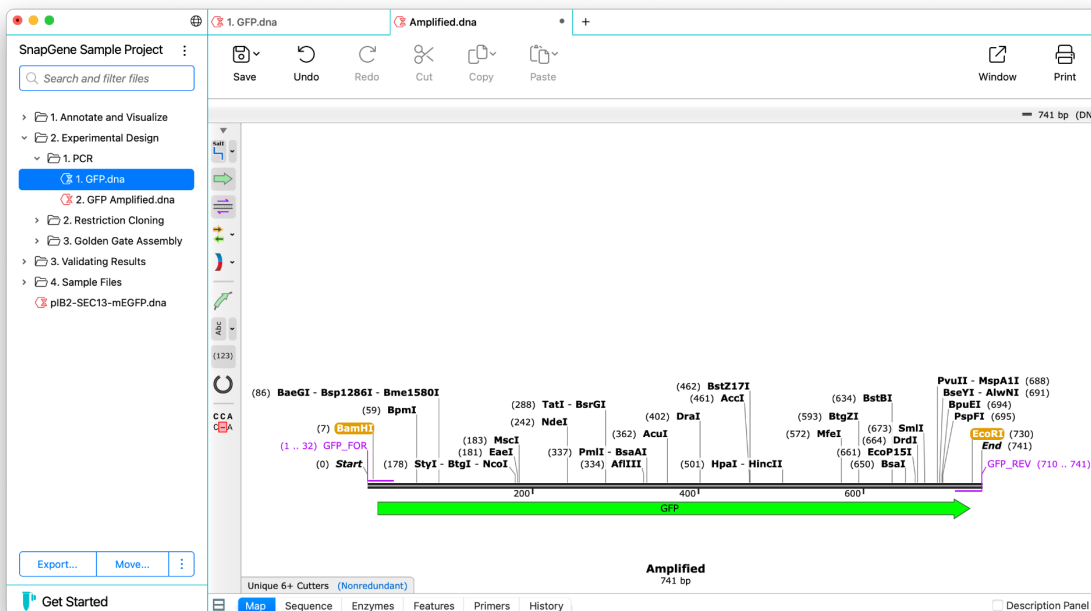 1. GFP.dna
Amplified.dna
SnapGene Sample Project
Search and filter files
1. Annotate and Visualize
2. Experimental Design
1. PCR
1. GFP.dna
2. GFP Amplified.dna
2. Restriction Cloning
3. Golden Gate Assembly
3. Validating Results
4. Sample Files
pIB2-SEC13-mEGFP.dna
Export...
Move...
Get Started
Save
Undo
Redo
Cut
Copy
Paste
Window
Print
741 bp (DN
SalI
Abc
(123)
C C A
C – A
(86) BaeGI - Bsp1286I - Bme1580I
(59) BpmI
(7) BamHI
(1 .. 32) GFP_FOR
(0) Start
(178) StyI - BtgI - NcoI
(181) EaeI
(183) MscI
(242) NdeI
(288) TatI - BsrGI
(337) PmlI - BsaAI
(334) AflIII
(362) AcuI
(402) DraI
(461) AccI
(462) BstZ17I
(501) HpaI - HincII
(572) MfeI
(593) BtgZI
(634) BstBI
(673) SmlI
(664) DrdI
(661) EcoP15I
(650) BsaI
PvuII - MspA1I (688)
BseYI - AlwNI (691)
BpuEI (694)
PspFI (695)
EcoRI (730)
End (741)
GFP_REV (710 .. 741)
200
400
600
GFP
Amplified
741 bp
Unique 6+ Cutters (Nonredundant)
Map
Sequence
Enzymes
Features
Primers
History
Description Panel